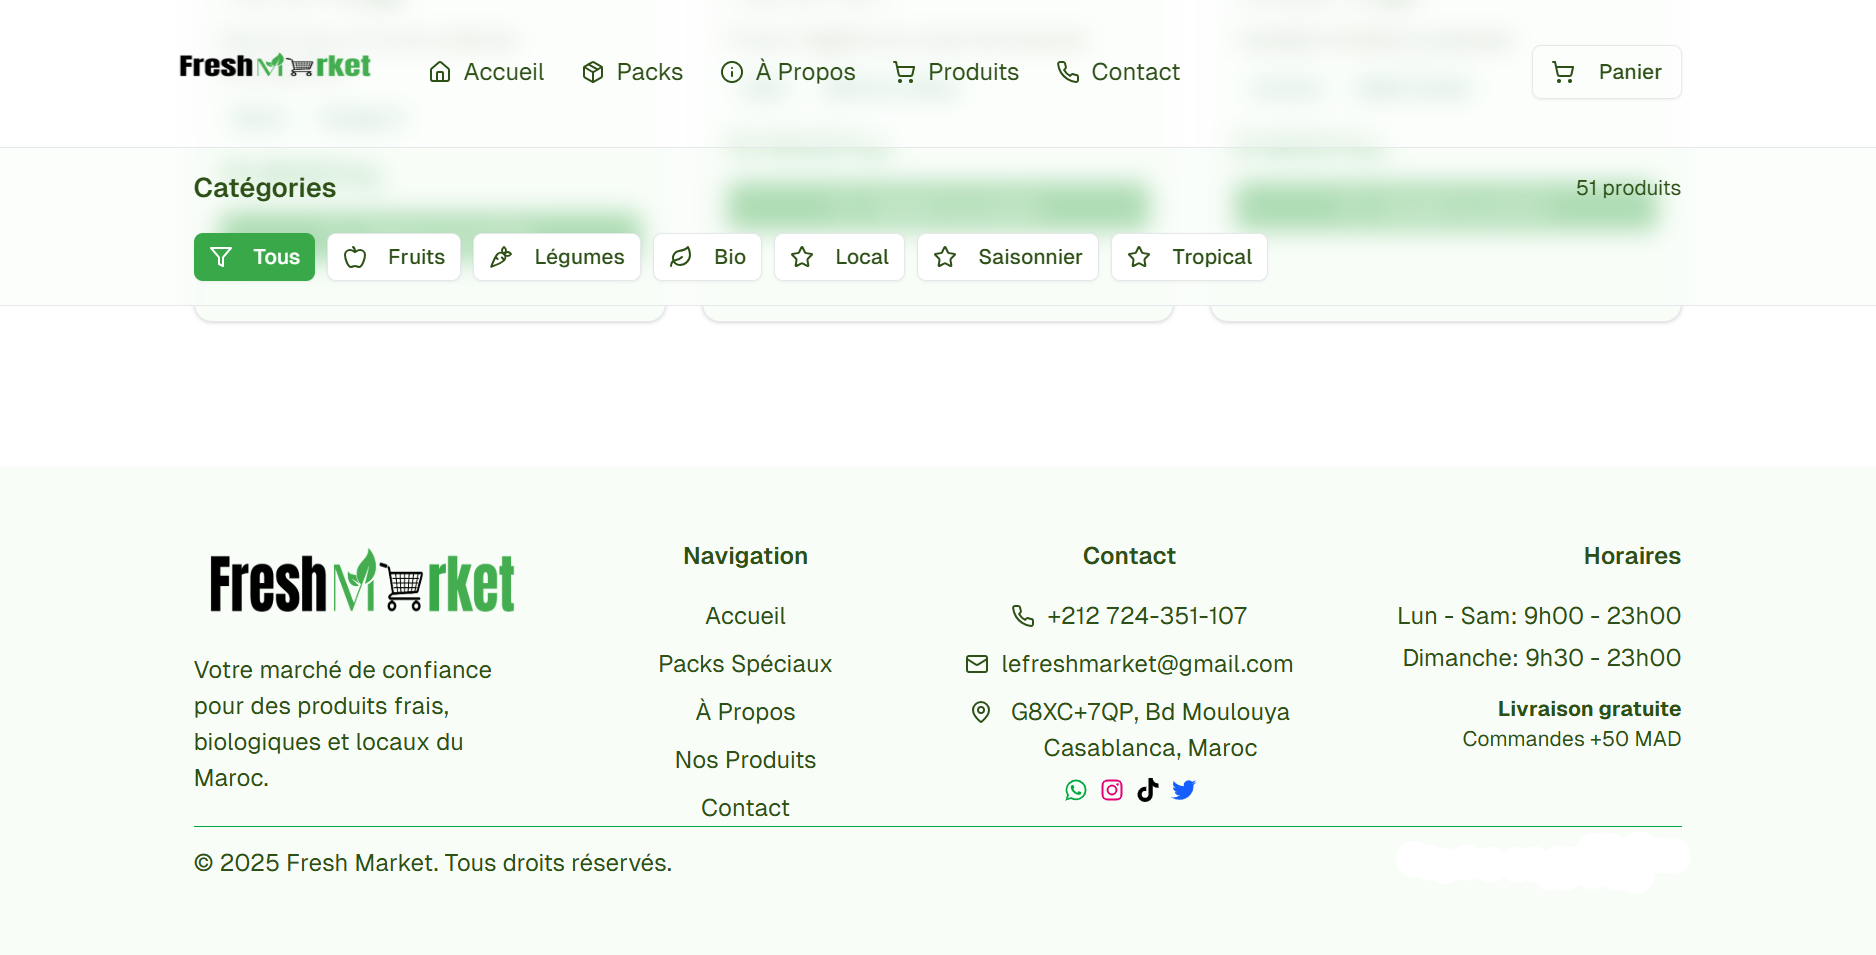 Fresh M rket
Accueil
Packs
À Propos
Produits
Contact
Panier
Catégories
51 produits
Tous
Fruits
Légumes
Bio
Local
Saisonnier
Tropical
Fresh M rket
Votre marché de confiance
pour des produits frais,
biologiques et locaux du
Maroc.
Navigation
Accueil
Packs Spéciaux
À Propos
Nos Produits
Contact
Contact
+212 724-351-107
lefreshmarket@gmail.com
G8XC+7QP, Bd Moulouya
Casablanca, Maroc
Horaires
Lun - Sam: 9h00 - 23h00
Dimanche: 9h30 - 23h00
Livraison gratuite
Commandes +50 MAD
© 2025 Fresh Market. Tous droits réservés.